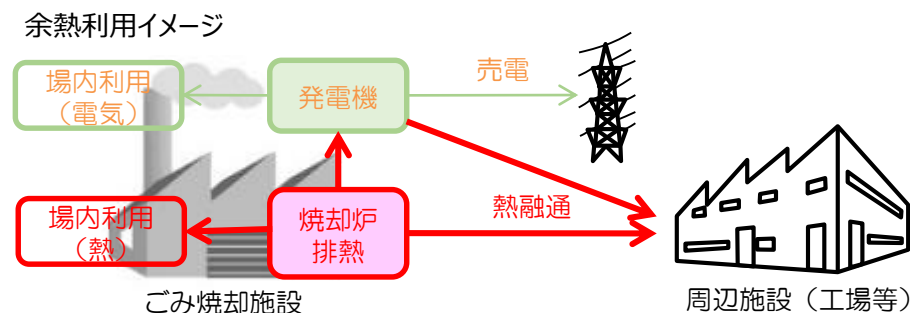 余熱利用イメージ
場内利用
（電気）
発電機
売電
場内利用
（熱）
焼却炉
排熱
熱融通
ごみ焼却施設
周辺施設（工場等）